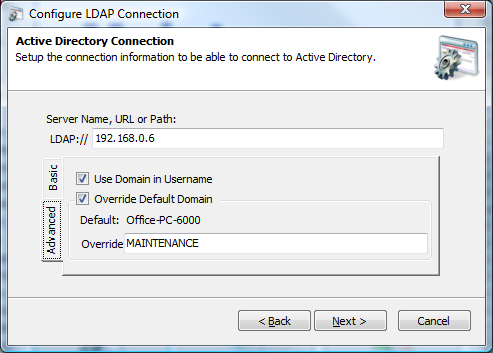 Configure LDAP Connection
Active Directory Connection
Setup the connection information to be able to connect to Active Directory.
Server Name, URL or Path:
LDAP:// 192.168.0.6
Basic
Advanced
Use Domain in Username
Override Default Domain
Default: Office-PC-6000
Override MAINTENANCE
< Back Next > Cancel